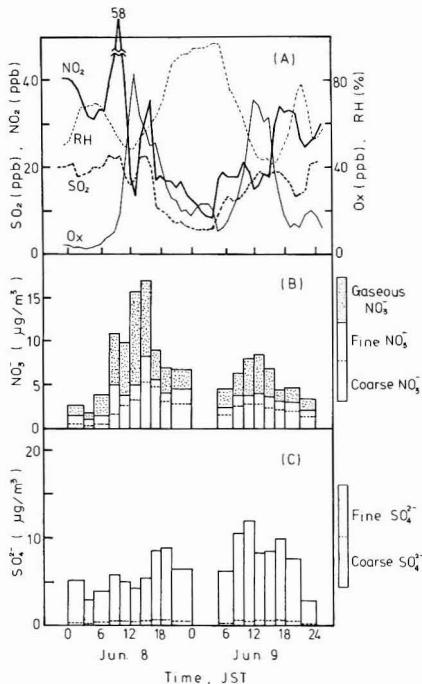 58
(A)
NO₂
RH
SO₂
Ox
SO₂ (ppb), NO₂ (ppb)
40
20
0
80
40
0
Ox (ppb), RH (%)
(B)
NO₃⁻ (μg/m³)
15
10
5
0
Gaseous
NO₃⁻
Fine NO₃⁻
Coarse NO₃⁻
(C)
SO₄²⁻ (μg/m³)
20
10
0
Fine SO₄²⁻
Coarse SO₄²⁻
0 6 12 18 0 6 12 18 24
Jun. 8 Jun. 9
Time, JST